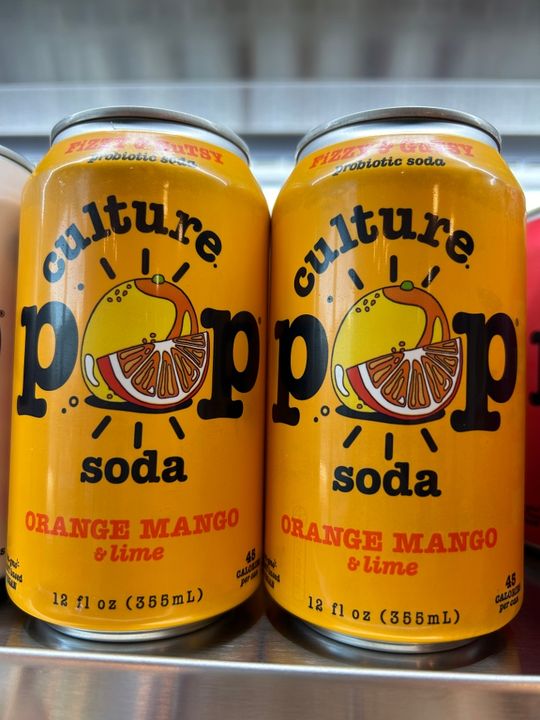 FIZZY & GUTSY
probiotic soda
culture
pop
soda
ORANGE MANGO
& lime
45
CALORIES
per can
12 fl oz (355mL)
FIZZY & GUTSY
probiotic soda
culture
pop
soda
ORANGE MANGO
& lime
45
CALORIES
per can
12 fl oz (355mL)